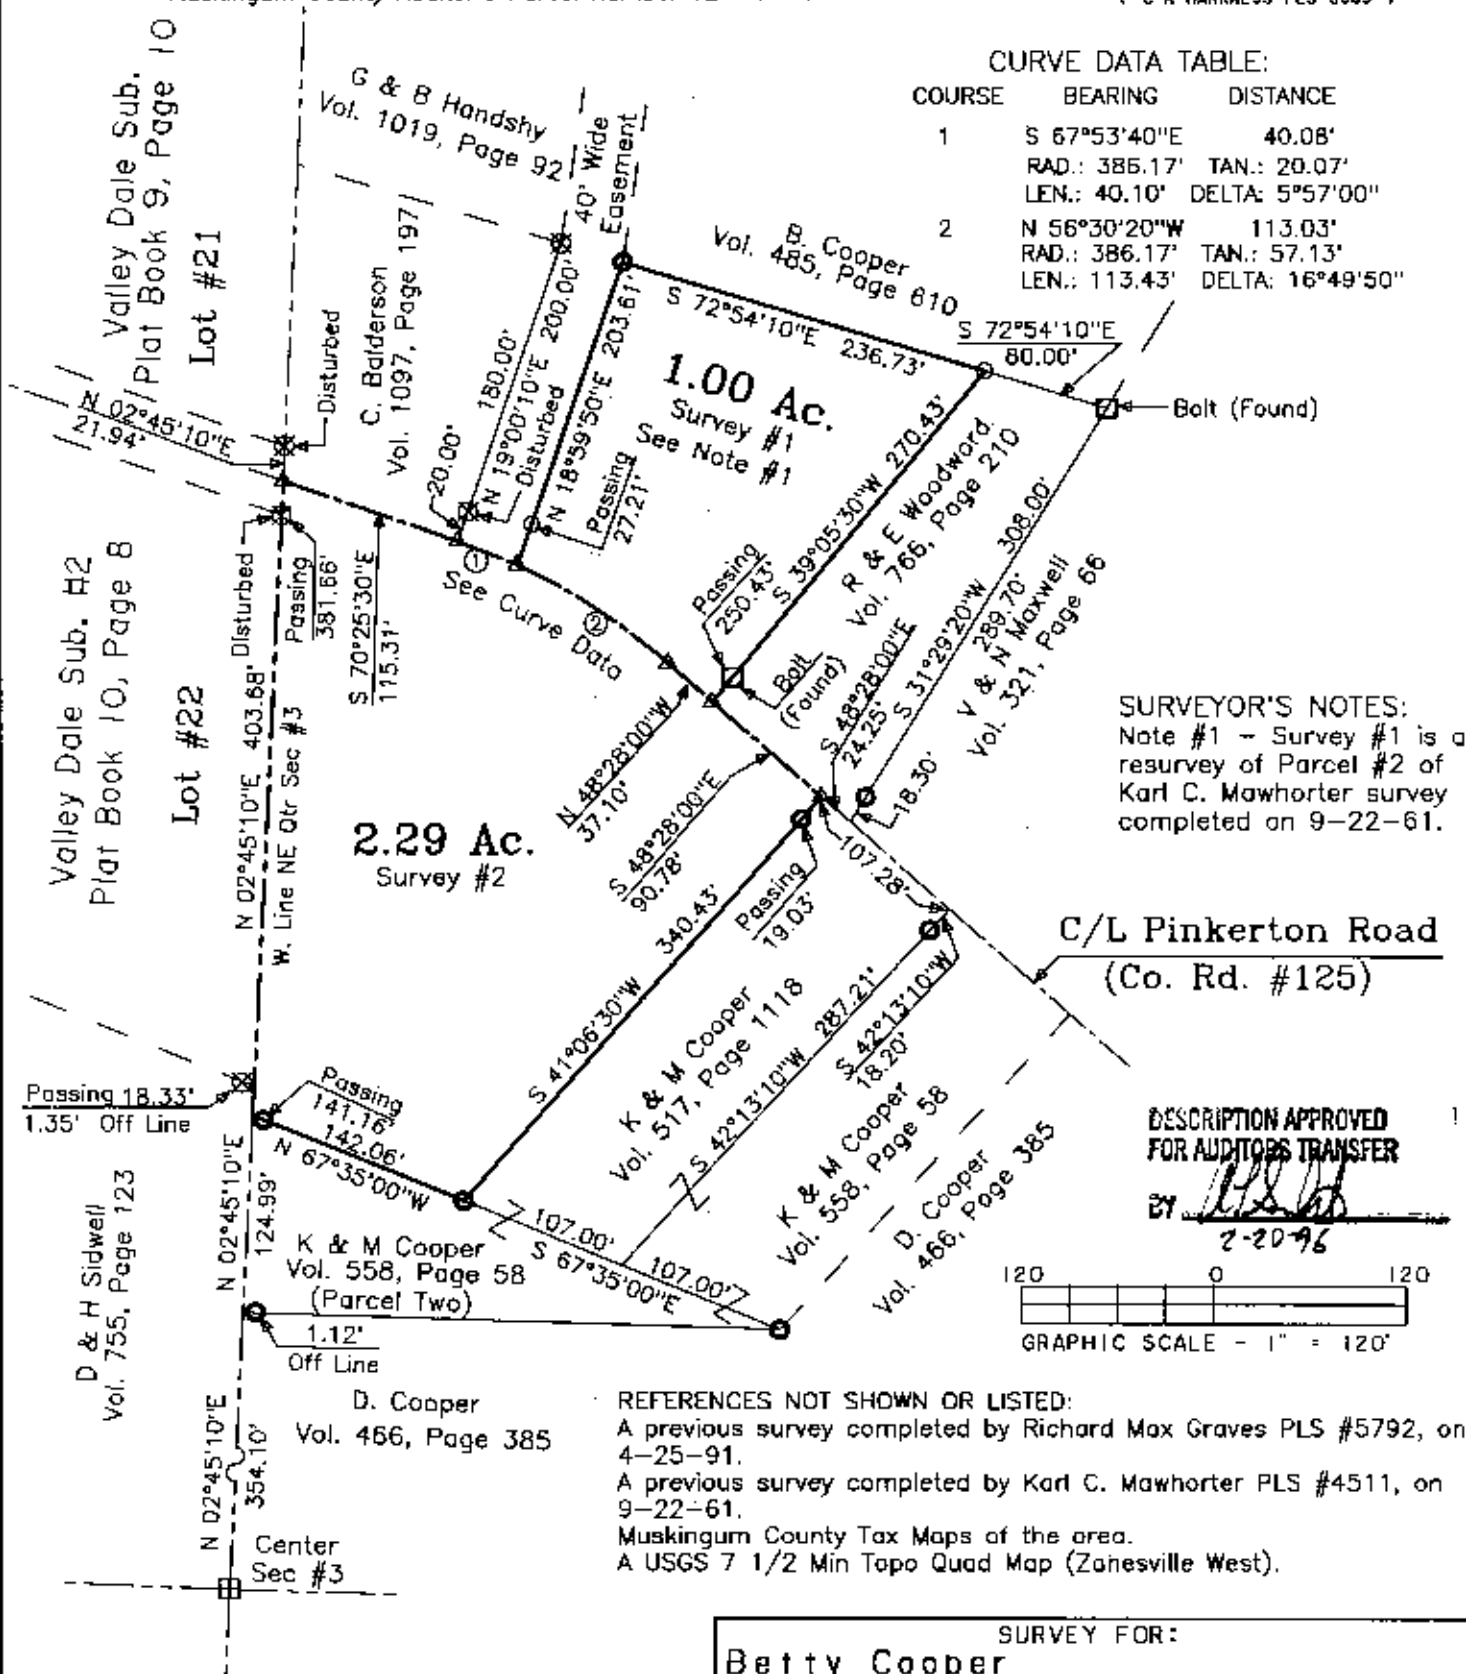 CURVE DATA TABLE:
COURSE BEARING DISTANCE
1 S 67°53'40"E 40.08'
RAD.: 386.17' TAN.: 20.07'
LEN.: 40.10' DELTA: 5°57'00"
2 N 56°30'20"W 113.03'
RAD.: 386.17' TAN.: 57.13'
LEN.: 113.43' DELTA: 16°49'50"
Valley Dale Sub.
Plat Book 9, Page 10
Lot #21
G & B Handshy
Vol. 1019, Page 92
40' Wide
Easement
B. Cooper
Vol. 485, Page 610
S 72°54'10"E 236.73'
S 72°54'10"E
80.00'
Bolt (Found)
Disturbed
C. Balderson
Vol. 1097, Page 197
N 02°45'10"E
21.94'
180.00'
20.00'
N 19°00'10"E 200.00'
Disturbed
N 18°59'50"E 203.61'
Passing
27.21'
1.00 Ac.
Survey #1
See Note #1
S 39°05'30"W 270.43'
R & E Woodward
Vol. 766, Page 210
308.00'
S 31°29'20"W 289.70'
V & N Maxwell
Vol. 321, Page 66
Passing
250.43'
Bolt
(Found)
S 48°28'00"E
24.25'
18.30'
1
See Curve Data
2
Valley Dale Sub. #2
Plat Book 10, Page 8
Lot #22
Disturbed
Passing
381.66'
S 70°25'30"E
115.31'
N 02°45'10"E 403.68"
W. Line NE Qtr Sec #3
N 48°28'00"W
37.10'
S 48°28'00"E
90.78'
2.29 Ac.
Survey #2
SURVEYOR'S NOTES:
Note #1 - Survey #1 is a
resurvey of Parcel #2 of
Karl C. Mawhorter survey
completed on 9-22-61.
107.28'
Passing
19.03'
S 41°06'30"W 340.43'
C/L Pinkerton Road
(Co. Rd. #125)
K & M Cooper
Vol. 517, Page 1118
S 42°13'10"W 287.21'
S 42°13'10"W
18.20'
K & M Cooper
Vol. 558, Page 58
D. Cooper
Vol. 466, Page 385
Passing 18.33'
1.35' Off Line
Passing
141.16'
142.06'
N 67°35'00"W
DESCRIPTION APPROVED
FOR AUDITORS TRANSFER
BY
2-20-96
D & H Sidwell
Vol. 755, Page 123
N 02°45'10"E
124.99'
K & M Cooper
Vol. 558, Page 58
(Parcel Two)
107.00'
S 67°35'00"E
107.00'
1.12'
Off Line
120 0 120
GRAPHIC SCALE - 1" = 120'
D. Cooper
Vol. 466, Page 385
N 02°45'10"E
354.10'
Center
Sec #3
REFERENCES NOT SHOWN OR LISTED:
A previous survey completed by Richard Max Graves PLS #5792, on
4-25-91.
A previous survey completed by Karl C. Mawhorter PLS #4511, on
9-22-61.
Muskingum County Tax Maps of the area.
A USGS 7 1/2 Min Topo Quad Map (Zanesville West).
SURVEY FOR:
Betty Cooper